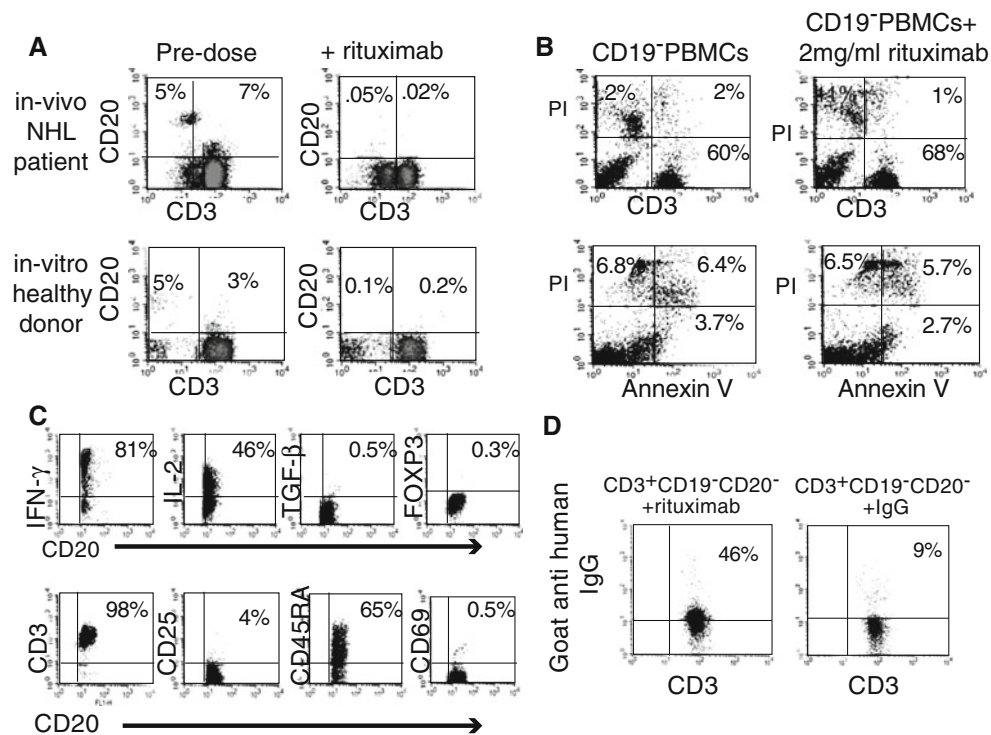 A
Pre-dose
+ rituximab
in-vivo
NHL
patient
CD20
5%
7%
CD3
CD20
.05%
.02%
CD3
in-vitro
healthy
donor
CD20
5%
3%
CD3
CD20
0.1%
0.2%
CD3
B
CD19⁻PBMCs
CD19⁻PBMCs+
2mg/ml rituximab
PI
.2%
2%
60%
CD3
PI
1%
68%
CD3
PI
6.8%
6.4%
3.7%
Annexin V
PI
6.5%
5.7%
2.7%
Annexin V
C
IFN-γ
81%
IL-2
46%
TGF-β
0.5%
FOXP3
0.3%
CD20
CD3
98%
FL1-H
CD25
4%
CD45RA
65%
CD69
0.5%
CD20
D
Goat anti human
IgG
CD3⁺CD19⁻CD20⁻
+rituximab
46%
CD3
CD3⁺CD19⁻CD20⁻
+IgG
9%
CD3